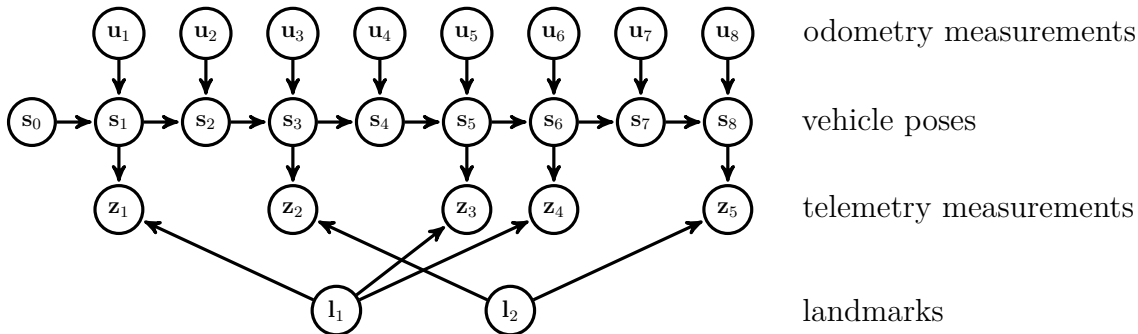 u₁ u₂ u₃ u₄ u₅ u₆ u₇ u₈ odometry measurements
s₀ s₁ s₂ s₃ s₄ s₅ s₆ s₇ s₈ vehicle poses
z₁ z₂ z₃ z₄ z₅ telemetry measurements
l₁ l₂ landmarks